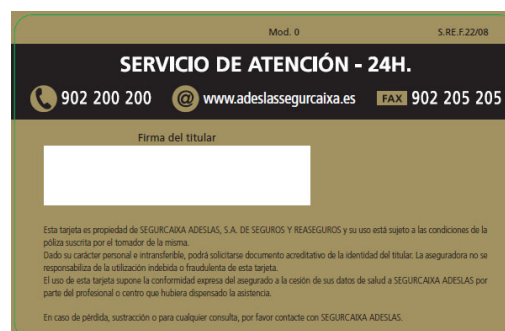 Mod. 0 S.RE.F.22/08
SERVICIO DE ATENCIÓN - 24H.
902 200 200 @ www.adeslassegurcaixa.es FAX 902 205 205
Firma del titular
Esta tarjeta es propiedad de SEGURCAIXA ADESLAS, S.A. DE SEGUROS Y REASEGUROS y su uso está sujeto a las condiciones de la
póliza suscrita por el tomador de la misma.
Dado su carácter personal e intransferible, podrá solicitarse documento acreditativo de la identidad del titular. La aseguradora no se
responsabiliza de la utilización indebida o fraudulenta de esta tarjeta.
El uso de esta tarjeta supone la conformidad expresa del asegurado a la cesión de sus datos de salud a SEGURCAIXA ADESLAS por
parte del profesional o centro que hubiera dispensado la asistencia.
En caso de pérdida, sustracción o para cualquier consulta, por favor contacte con SEGURCAIXA ADESLAS.